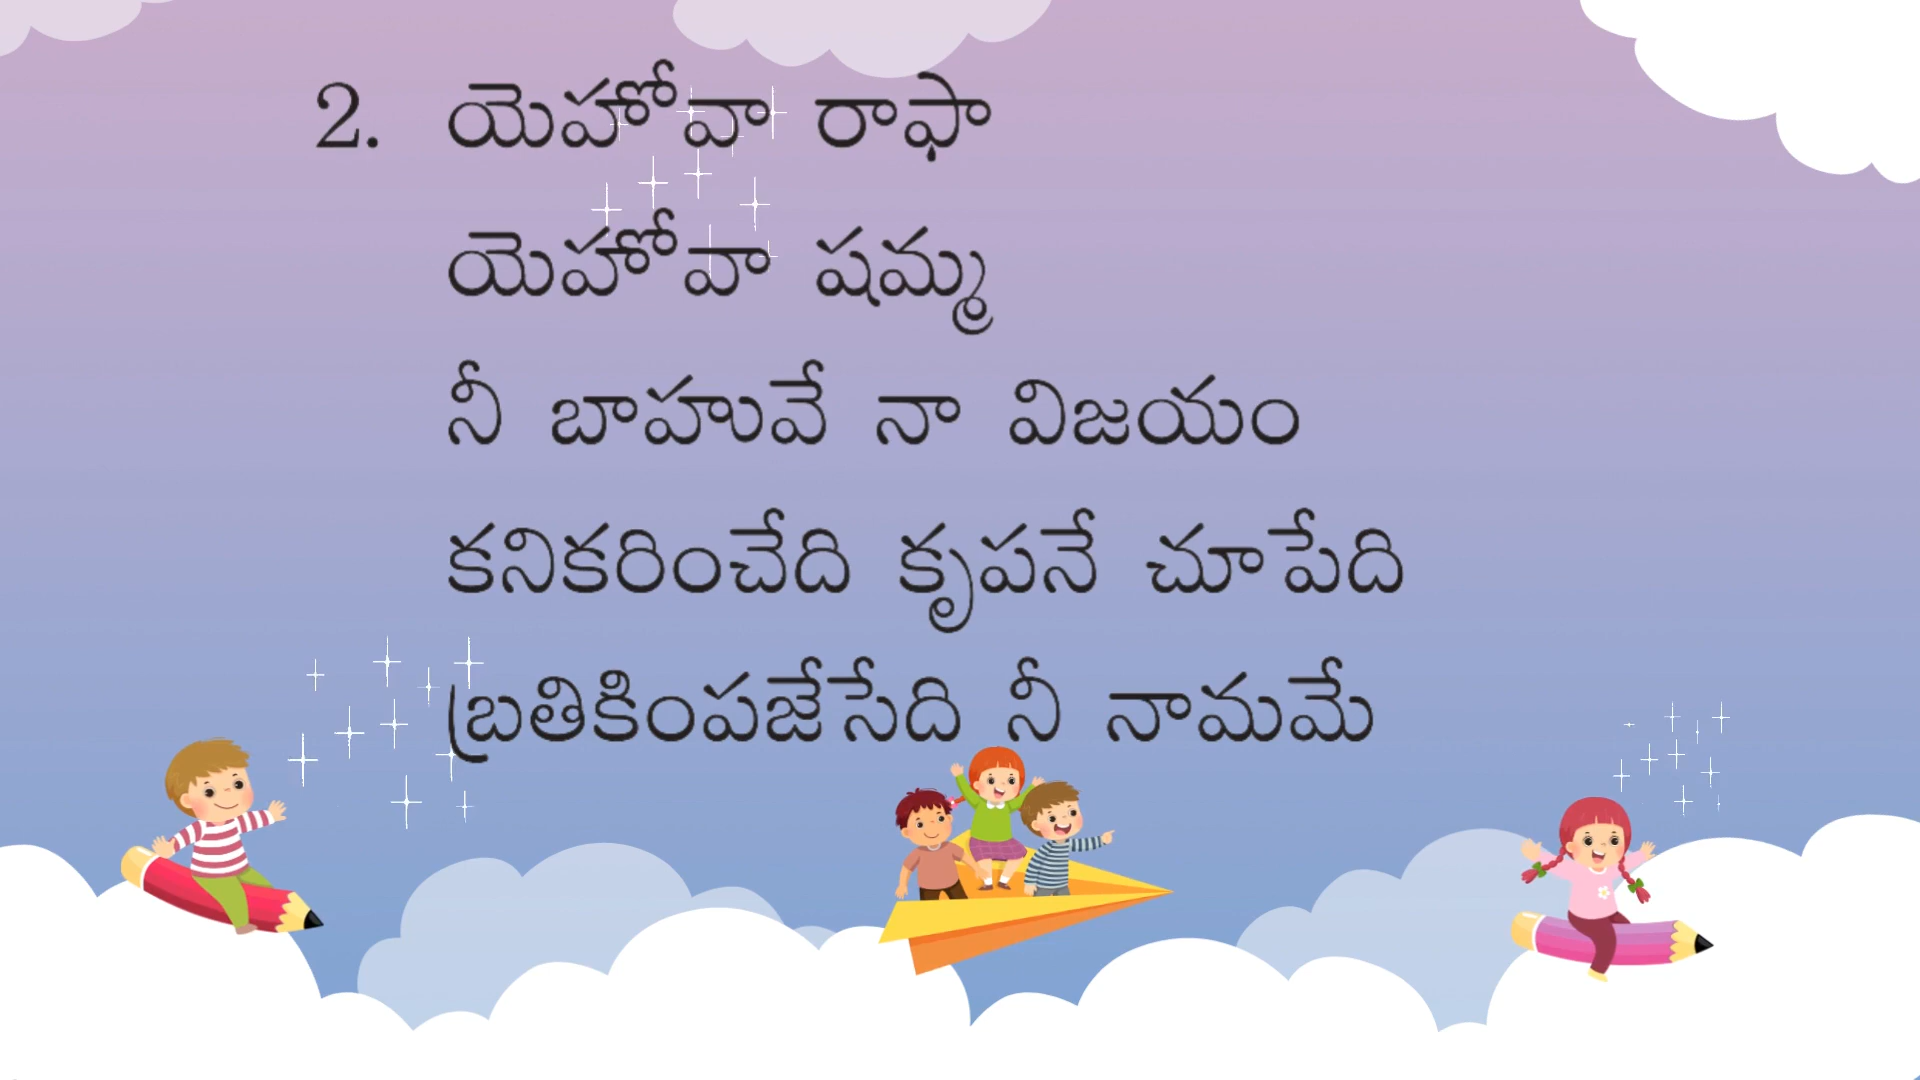 2. యెహోవా రాఫా
యెహోవా షమ్మ
నీ బాహువే నా విజయం
కనికరించేది కృపనే చూపేది
బ్రతికింపజేసేది నీ నామమే